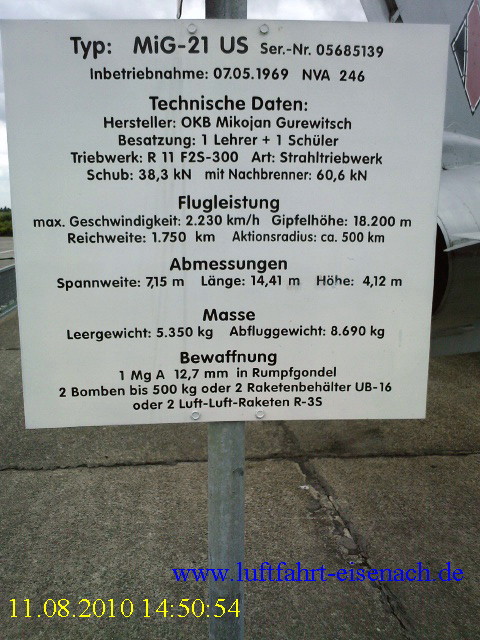 Typ: MiG-21 US Ser.-Nr. 05685139
Inbetriebnahme: 07.05.1969 NVA 246
Technische Daten:
Hersteller: OKB Mikojan Gurewitsch
Besatzung: 1 Lehrer + 1 Schüler
Triebwerk: R 11 F2S-300 Art: Strahltriebwerk
Schub: 38,3 kN mit Nachbrenner: 60,6 kN
Flugleistung
max. Geschwindigkeit: 2.230 km/h Gipfelhöhe: 18.200 m
Reichweite: 1.750 km Aktionsradius: ca. 500 km
Abmessungen
Spannweite: 7,15 m Länge: 14,41 m Höhe: 4,12 m
Masse
Leergewicht: 5.350 kg Abfluggewicht: 8.690 kg
Bewaffnung
1 Mg A 12,7 mm in Rumpfgondel
2 Bomben bis 500 kg oder 2 Raketenbehälter UB-16
oder 2 Luft-Luft-Raketen R-3S
www.luftfahrt-eisenach.de
11.08.2010 14:50:54